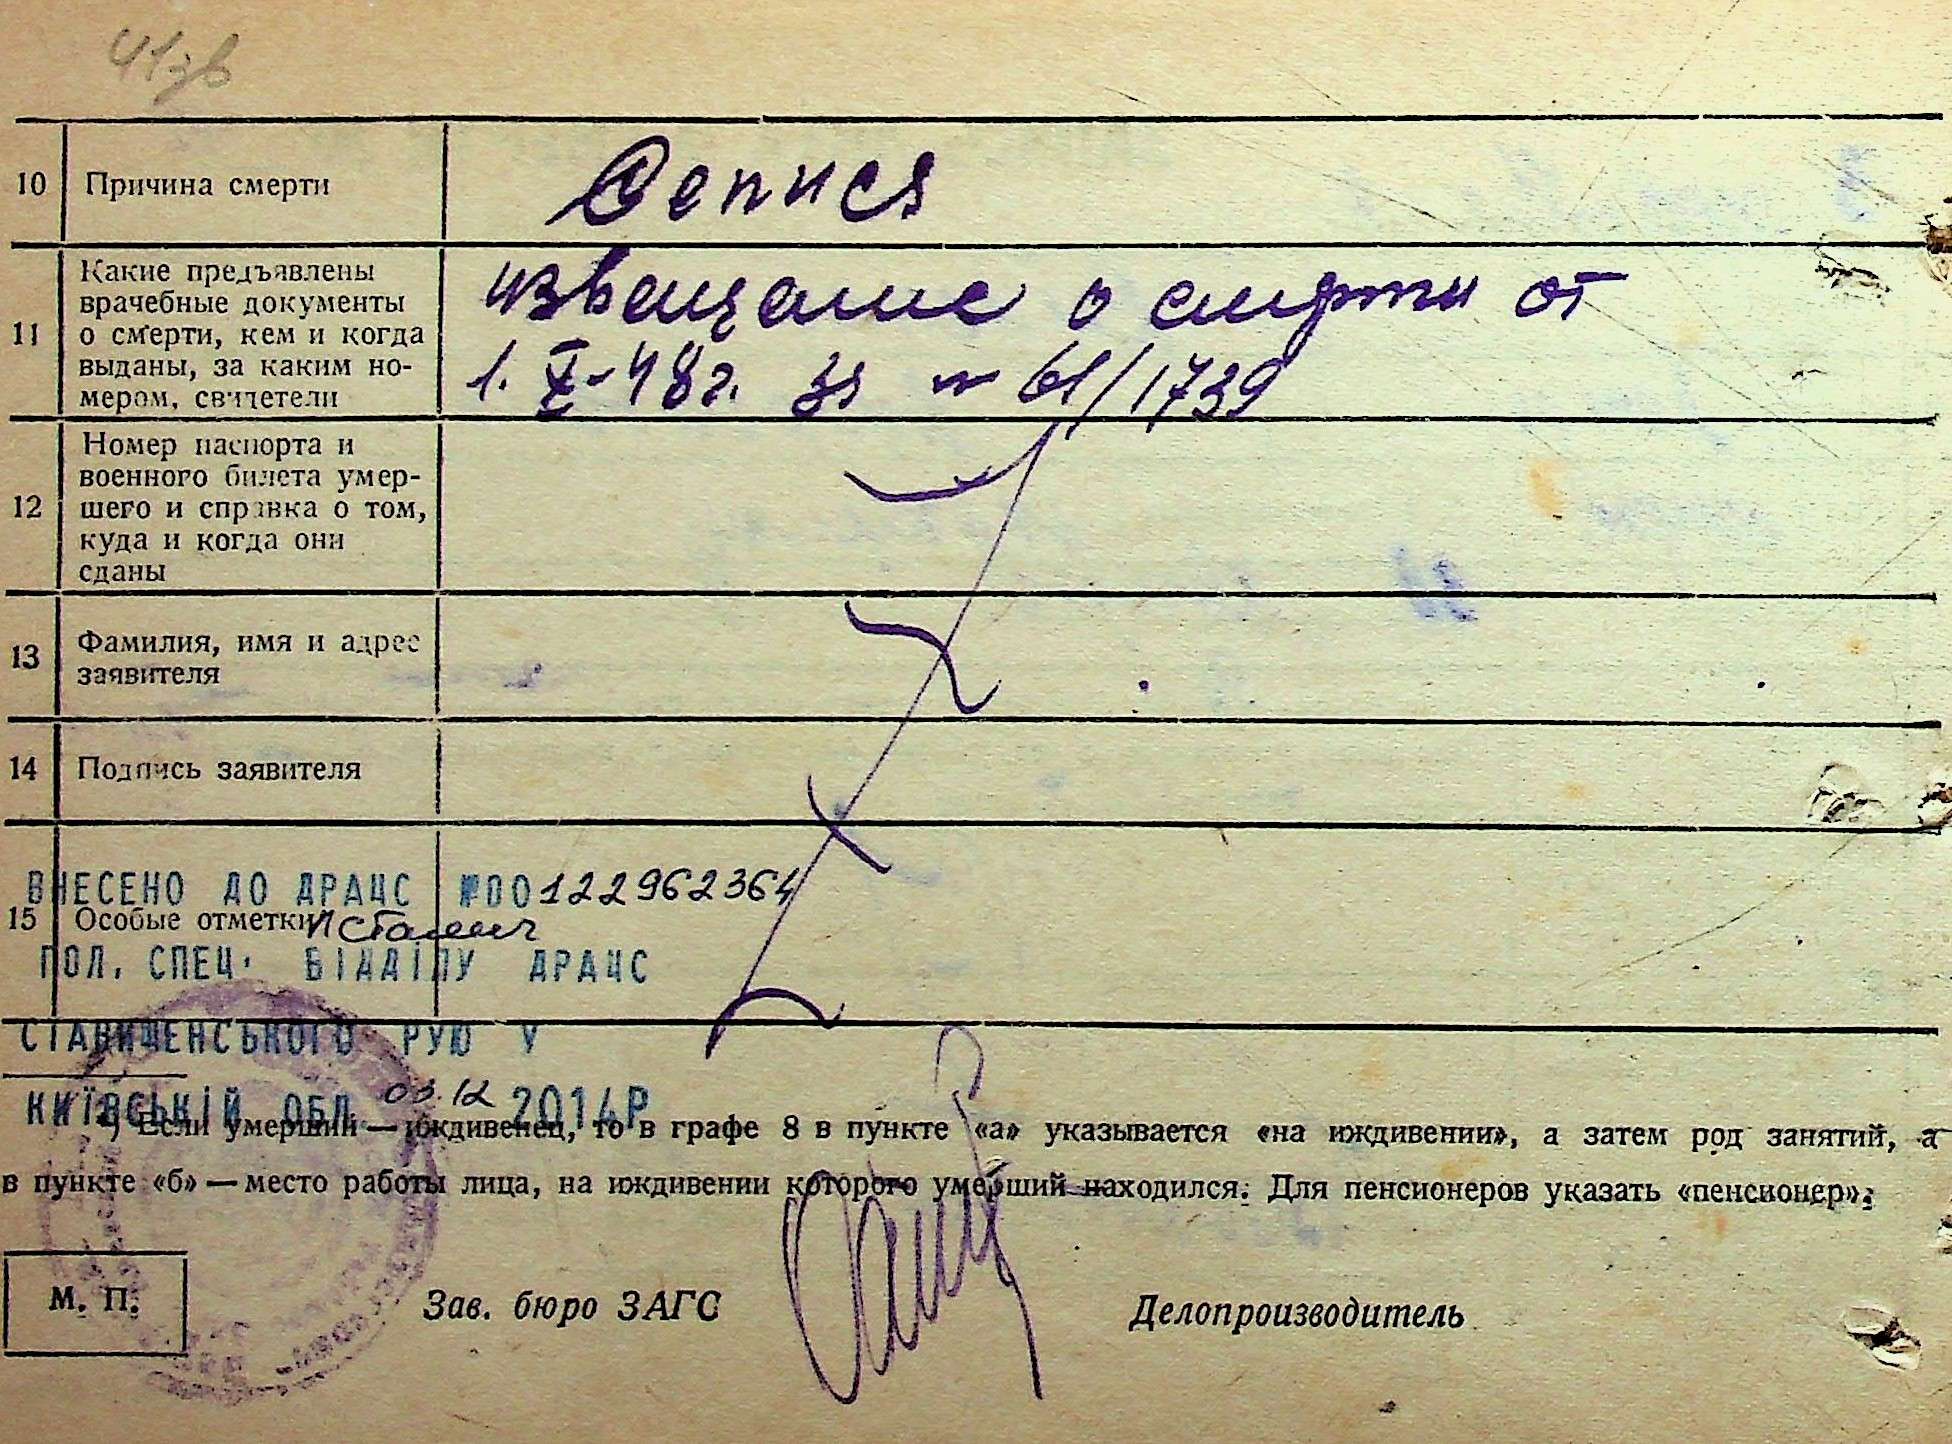 41зв
10 Причина смерти Сепися
11 Какие предъявлены
врачебные документы
о смерти, кем и когда
выданы, за каким но-
мером, свидетели
извещание о смерти от
1. X-48г. за № 61/1739
12 Номер паспорта и
военного билета умер-
шего и справка о том,
куда и когда они
сданы
13 Фамилия, имя и адрес
заявителя
14 Подпись заявителя
ВНЕСЕНО ДО ДРАЦС №00122962364
15 Особые отметки
ГОЛ. СПЕЦ. ВІДДІЛУ ДРАЦС
СТАВИЩЕНСЬКОГО РУЮ У
КИЇВСЬКІЙ ОБЛ. 03.12 2014Р
) Если умерший — иждивенец, то в графе 8 в пункте «а» указывается «на иждивении», а затем род занятий, а
в пункте «б» — место работы лица, на иждивении которого умерший находился. Для пенсионеров указать «пенсионер».
М. П. Зав. бюро ЗАГС Делопроизводитель